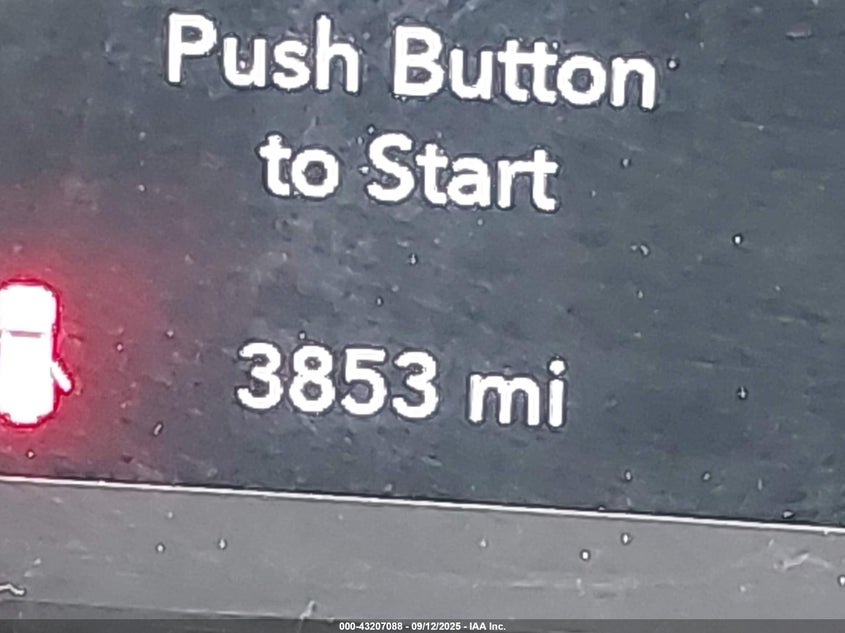 Push Button
to Start
3853 mi
000-43207088 - 09/12/2025 - IAA Inc.